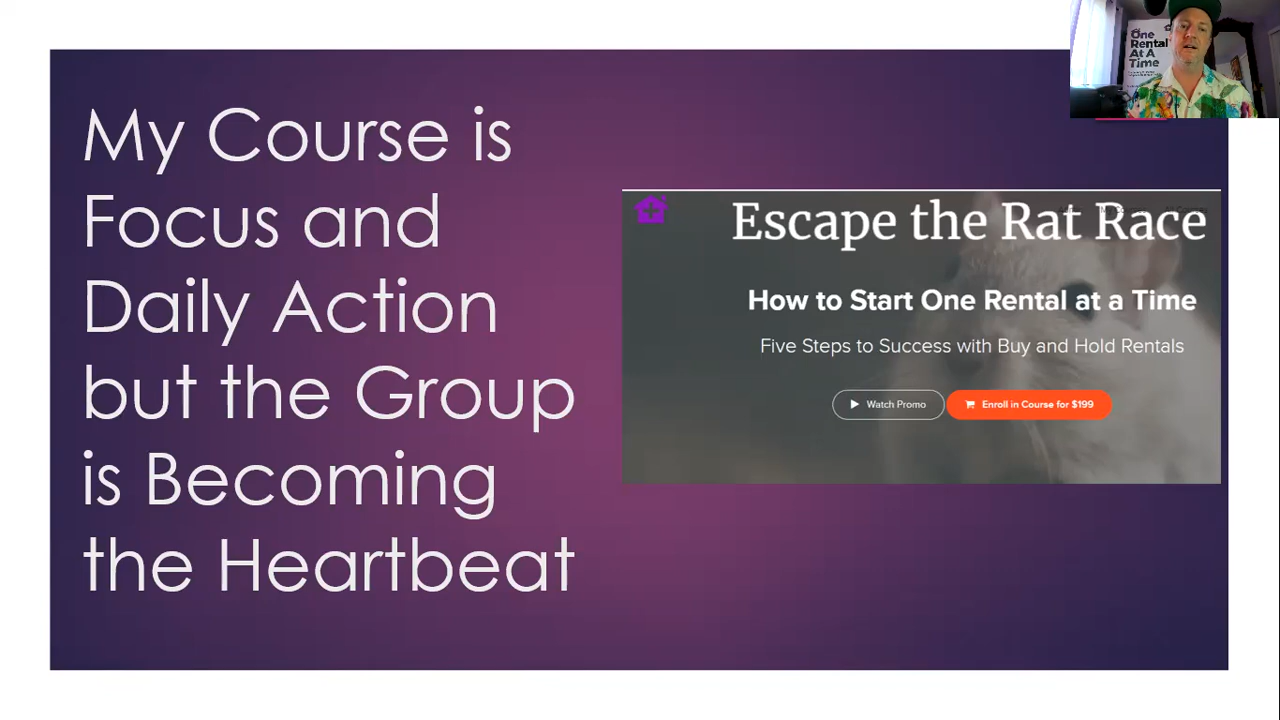 My Course is
Focus and
Daily Action
but the Group
is Becoming
the Heartbeat
One
Rental
At A
Time
Escape the Rat Race
How to Start One Rental at a Time
Five Steps to Success with Buy and Hold Rentals
Watch Promo
Enroll in Course for $199